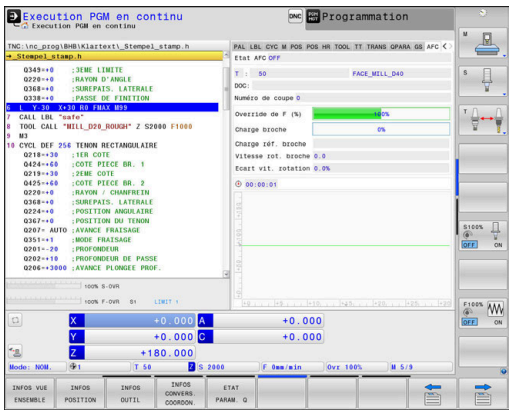 Execution PGM en continu
Execution PGM en continu
DNC
Programmation
TNC:\nc_prog\BHB\Klartext\_Stempel_stamp.h
→_Stempel_stamp.h
Q349=+0 ;3EME LIMITE
Q220=+0 ;RAYON D'ANGLE
Q368=+0 ;SUREPAIS. LATERALE
Q338=+0 ;PASSE DE FINITION
6 L Y-30 X+30 R0 FMAX M99
7 CALL LBL "safe"
8 TOOL CALL "MILL_D20_ROUGH" Z S2000 F1000
9 M3
10 CYCL DEF 256 TENON RECTANGULAIRE
Q218=+30 ;1ER COTE
Q424=+60 ;COTE PIECE BR. 1
Q219=+30 ;2EME COTE
Q425=+60 ;COTE PIECE BR. 2
Q220=+0 ;RAYON / CHANFREIN
Q368=+0 ;SUREPAIS. LATERALE
Q224=+0 ;POSITION ANGULAIRE
Q367=+0 ;POSITION DU TENON
Q207= AUTO ;AVANCE FRAISAGE
Q351=+1 ;MODE FRAISAGE
Q201=-20 ;PROFONDEUR
Q202=+10 ;PROFONDEUR DE PASSE
Q206=+3000 ;AVANCE PLONGEE PROF.
100% S-OVR
100% F-OVR S1 LIMIT 1
PAL LBL CYC M POS POS HR TOOL TT TRANS QPARA GS AFC
Etat AFC OFF
T : 50 FACE_MILL_D40
DOC:
Numéro de coupe 0
Override de F (%) 100%
Charge broche 0%
Charge réf. broche
Vitesse rot. broche 0.0
Ecart vit. rotation 0.0%
00:00:01
X +0.000 A +0.000
Y +0.000 C +0.000
Z +180.000
Mode: NOM. 1 T 50 Z S 2000 F 0mm/min Ovr 100% M 5/9
INFOS VUE ENSEMBLE
INFOS POSITION
INFOS OUTIL
INFOS CONVERS. COORDON.
ETAT PARAM. Q
M
S
T
S100%
OFF ON
F100%
OFF ON